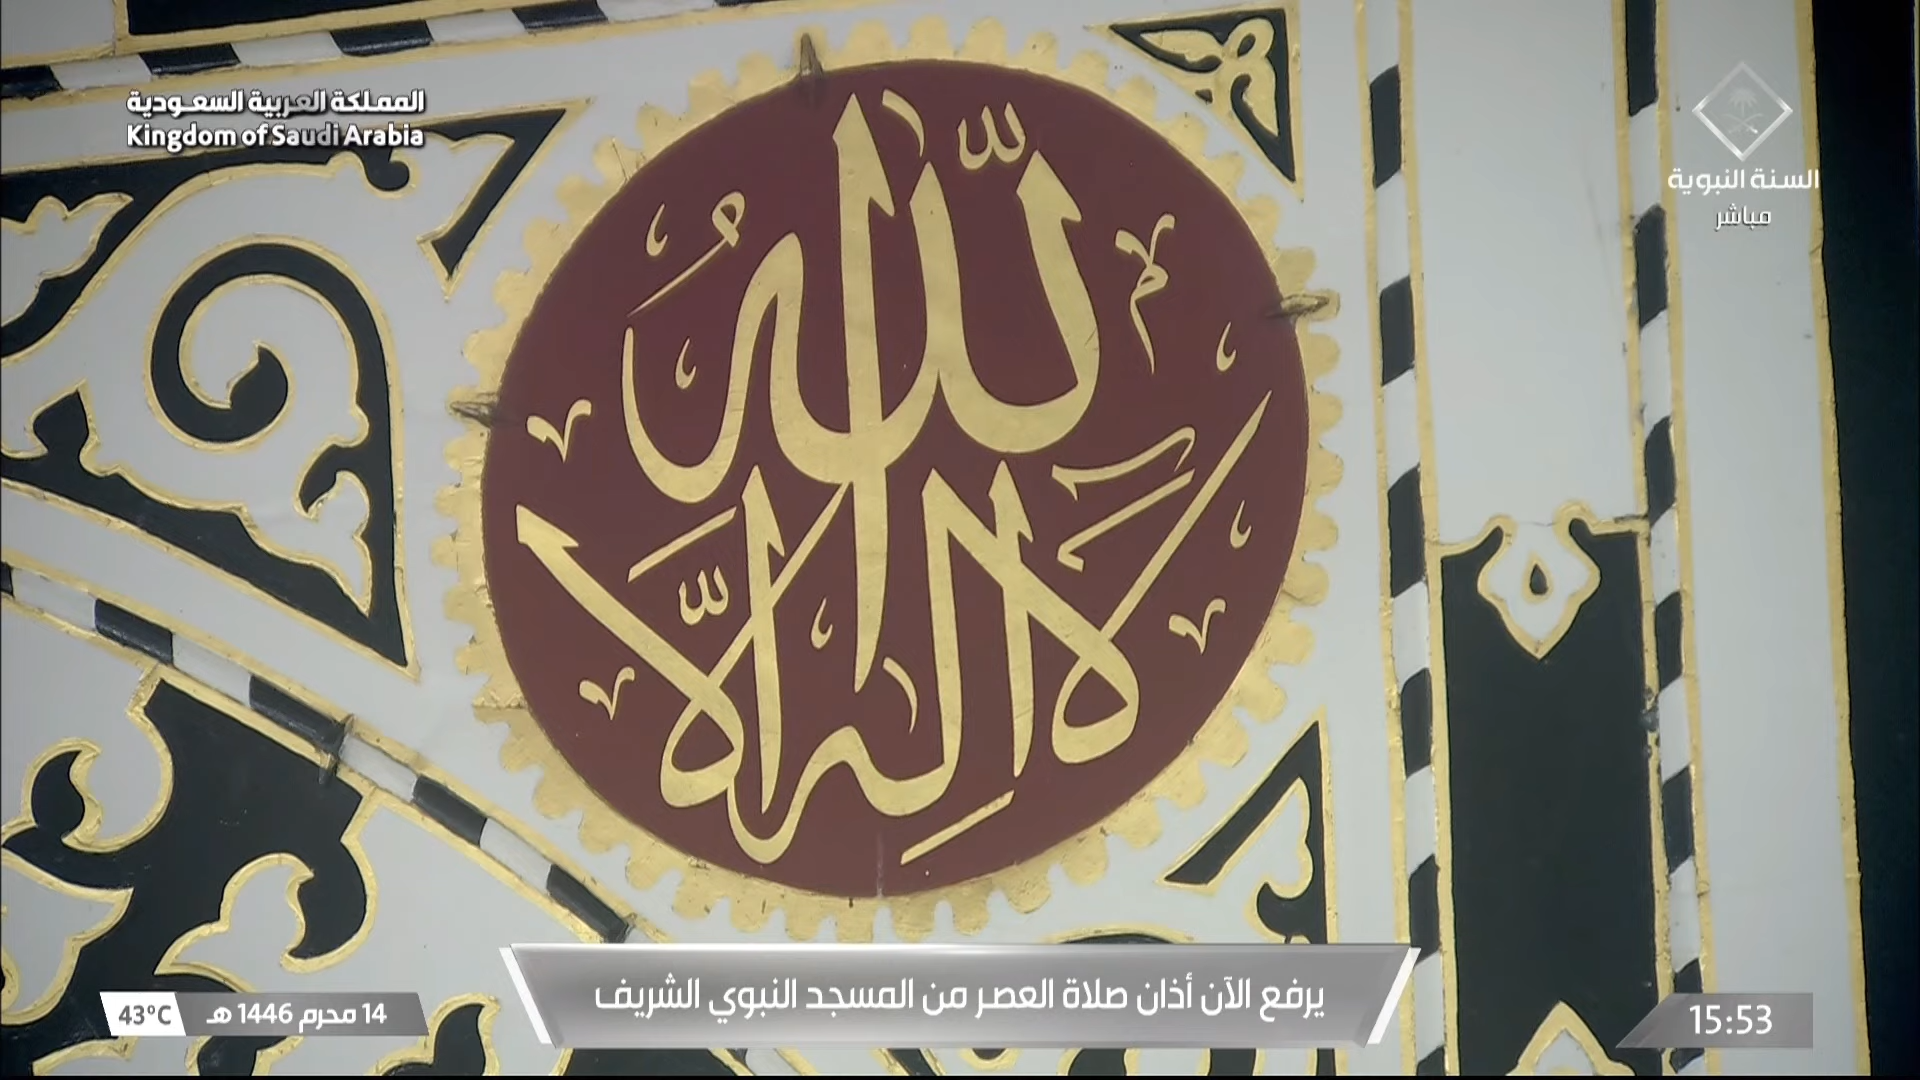 المملكة العربية السعودية
Kingdom of Saudi Arabia
السنة النبوية
مباشر
لا إله إلا الله
يرفع الآن أذان صلاة العصر من المسجد النبوي الشريف
43°C
14 محرم 1446 هـ
15:53